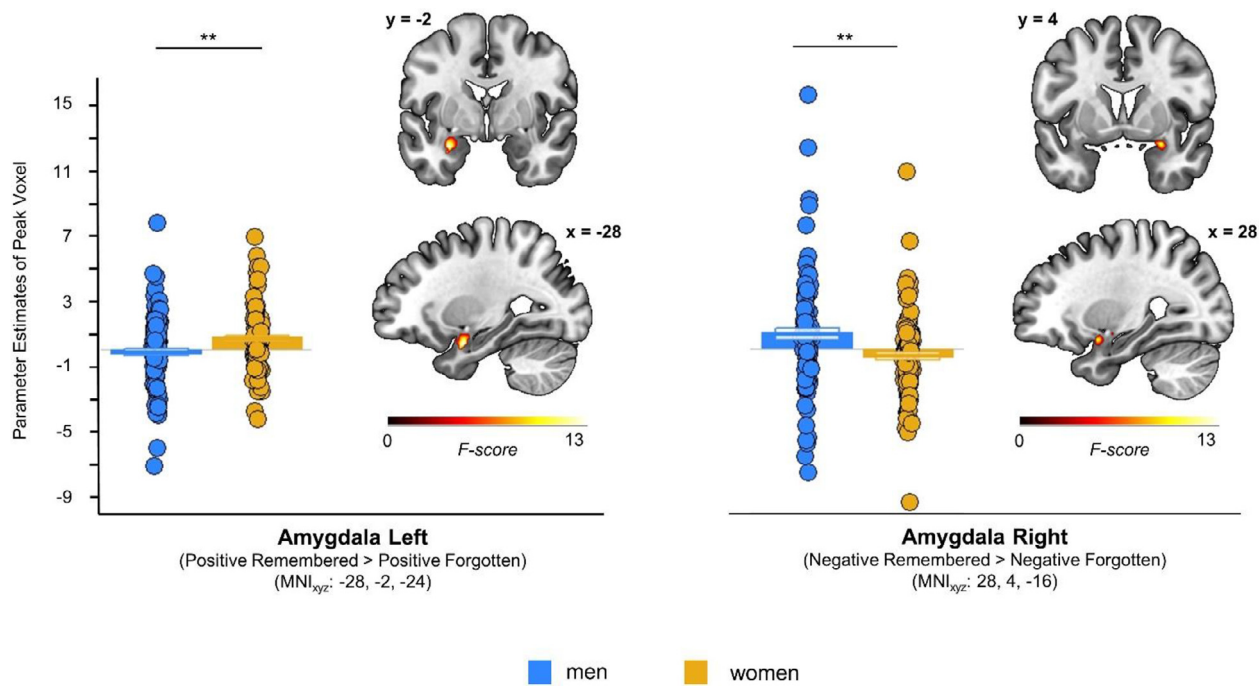 y = -2
y = 4
**
**
15
11
7
3
-1
-5
-9
Parameter Estimates of Peak Voxel
x = -28
x = 28
0
13
F-score
0
13
F-score
Amygdala Left
(Positive Remembered > Positive Forgotten)
(MNIxyz: -28, -2, -24)
Amygdala Right
(Negative Remembered > Negative Forgotten)
(MNIxyz: 28, 4, -16)
men
women